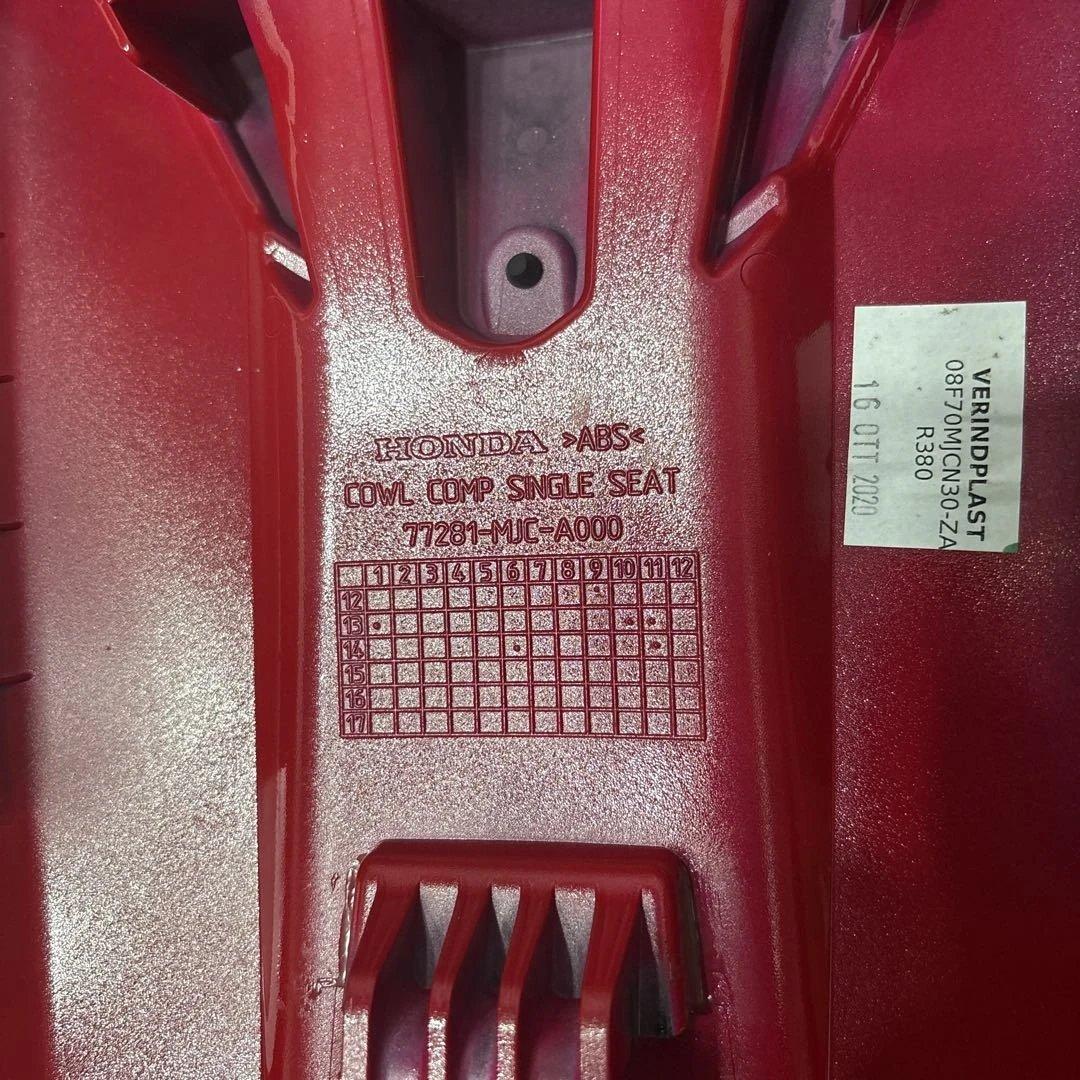 HONDA >ABS<
COWL COMP SINGLE SEAT
77281-MJC-A000
1 2 3 4 5 6 7 8 9 10 11 12
12
13
14
15
16
17
VERINDPLAST
08F70MJCN30-ZA
R380
16 OTT 2020